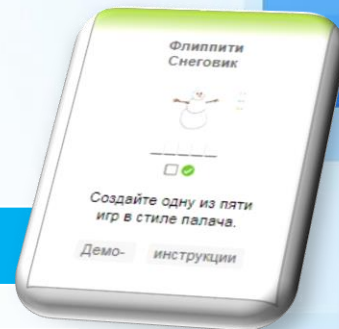 Флиппити
Снеговик
Создайте одну из пяти
игр в стиле палача.
Демо- инструкции